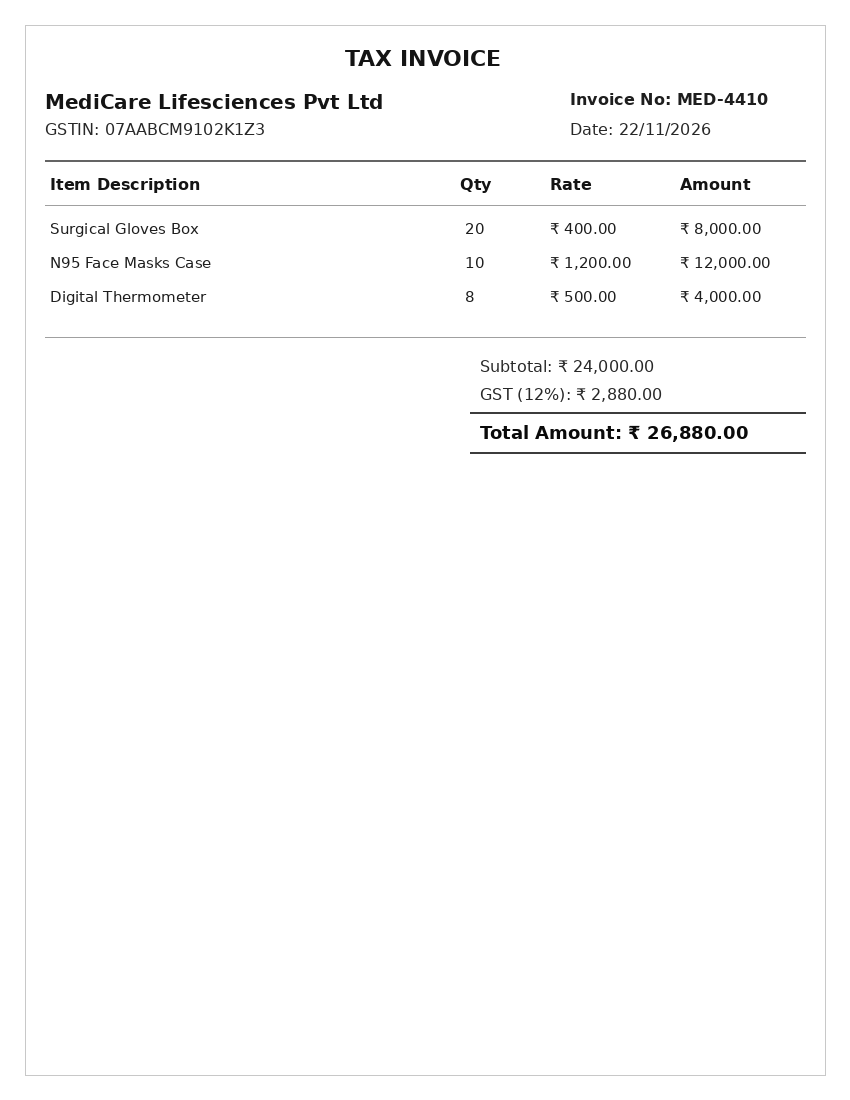 TAX INVOICE
MediCare Lifesciences Pvt Ltd
Invoice No: MED-4410
GSTIN: 07AABCM9102K1Z3
Date: 22/11/2026
Item Description Qty Rate Amount
Surgical Gloves Box 20 ₹ 400.00 ₹ 8,000.00
N95 Face Masks Case 10 ₹ 1,200.00 ₹ 12,000.00
Digital Thermometer 8 ₹ 500.00 ₹ 4,000.00
Subtotal: ₹ 24,000.00
GST (12%): ₹ 2,880.00
Total Amount: ₹ 26,880.00